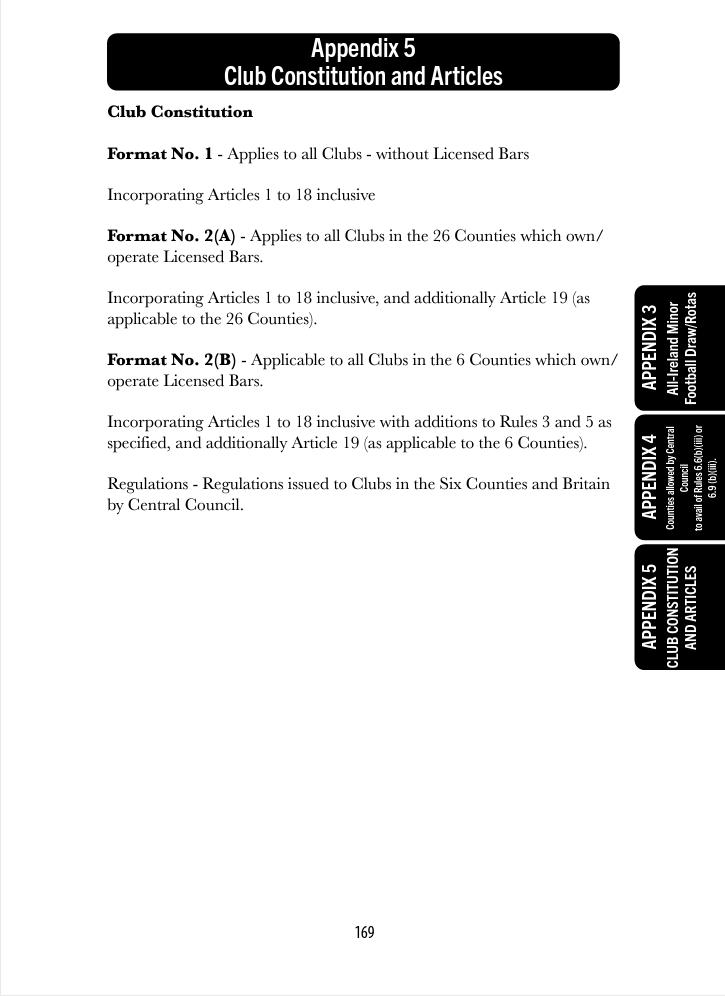 Appendix 5
Club Constitution and Articles
Club Constitution
Format No. 1 - Applies to all Clubs - without Licensed Bars
Incorporating Articles 1 to 18 inclusive
Format No. 2(A) - Applies to all Clubs in the 26 Counties which own/
operate Licensed Bars.
Incorporating Articles 1 to 18 inclusive, and additionally Article 19 (as
applicable to the 26 Counties).
Format No. 2(B) - Applicable to all Clubs in the 6 Counties which own/
operate Licensed Bars.
Incorporating Articles 1 to 18 inclusive with additions to Rules 3 and 5 as
specified, and additionally Article 19 (as applicable to the 6 Counties).
Regulations - Regulations issued to Clubs in the Six Counties and Britain
by Central Council.
APPENDIX 3
All-Ireland Minor
Football Draw/Rotas
APPENDIX 4
Counties allowed by Central
Council
to avail of Rules 6.6(b)(iii) or
6.9 (b)(iii).
APPENDIX 5
CLUB CONSTITUTION
AND ARTICLES
169